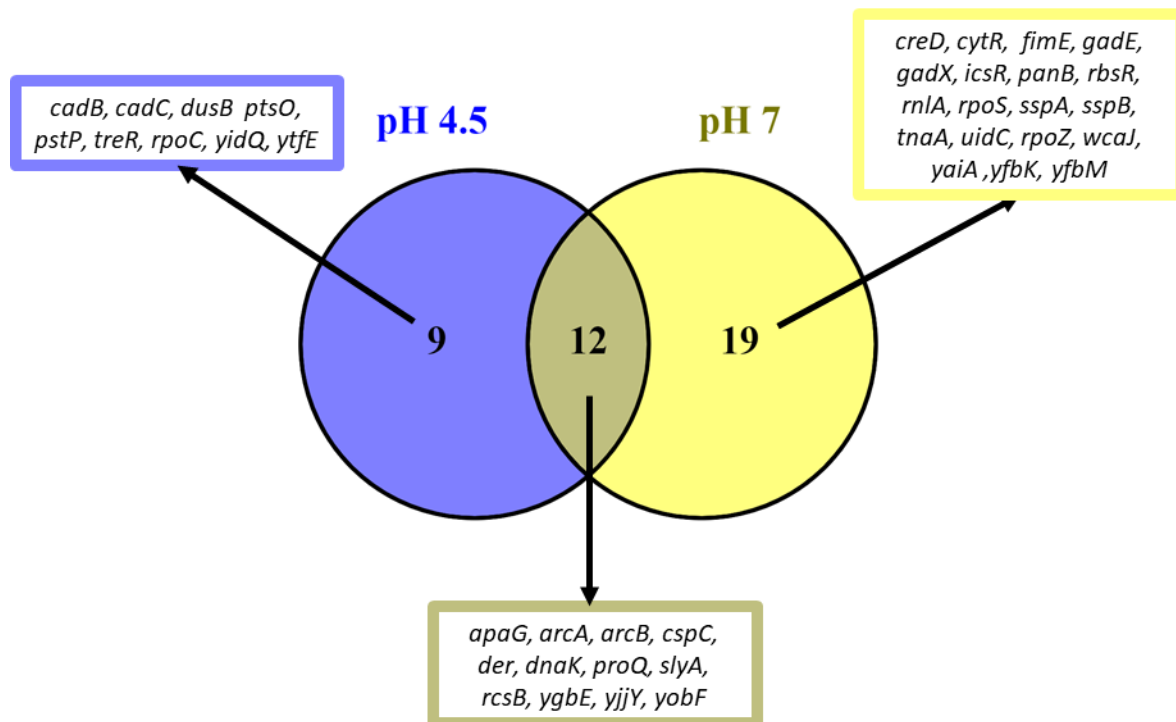 creD, cytR, fimE, gadE,
gadX, icsR, panB, rbsR,
rnlA, rpoS, sspA, sspB,
tnaA, uidC, rpoZ, wcaJ,
yaiA ,yfbK, yfbM
cadB, cadC, dusB ptsO,
pstP, treR, rpoC, yidQ, ytfE
pH 4.5
pH 7
9
12
19
apaG, arcA, arcB, cspC,
der, dnaK, proQ, slyA,
rcsB, ygbE, yjjY, yobF